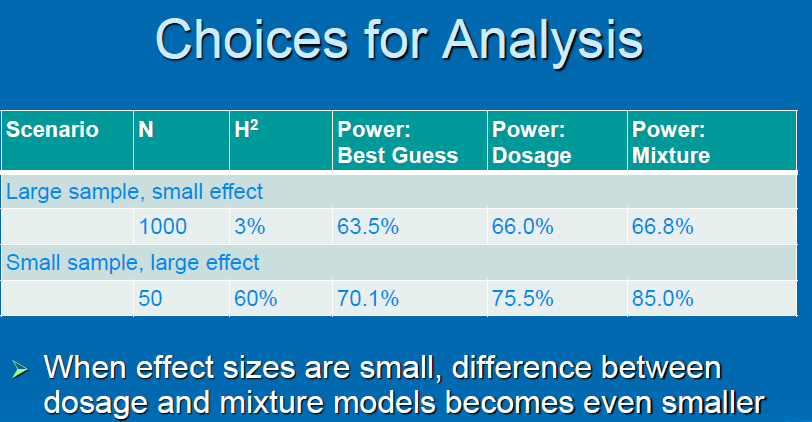 Choices for Analysis
Scenario N H² Power: Best Guess Power: Dosage Power: Mixture
Large sample, small effect
1000 3% 63.5% 66.0% 66.8%
Small sample, large effect
50 60% 70.1% 75.5% 85.0%
➢ When effect sizes are small, difference between
dosage and mixture models becomes even smaller